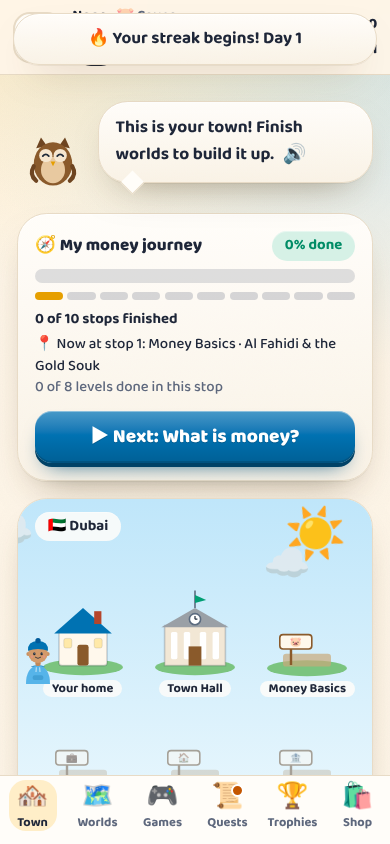 🔥 Your streak begins! Day 1
This is your town! Finish
worlds to build it up. 🔊
🧭 My money journey
0% done
0 of 10 stops finished
📍 Now at stop 1: Money Basics · Al Fahidi & the
Gold Souk
0 of 8 levels done in this stop
▶ Next: What is money?
🇦🇪 Dubai
Your home
Town Hall
Money Basics
Town
Worlds
Games
Quests
Trophies
Shop